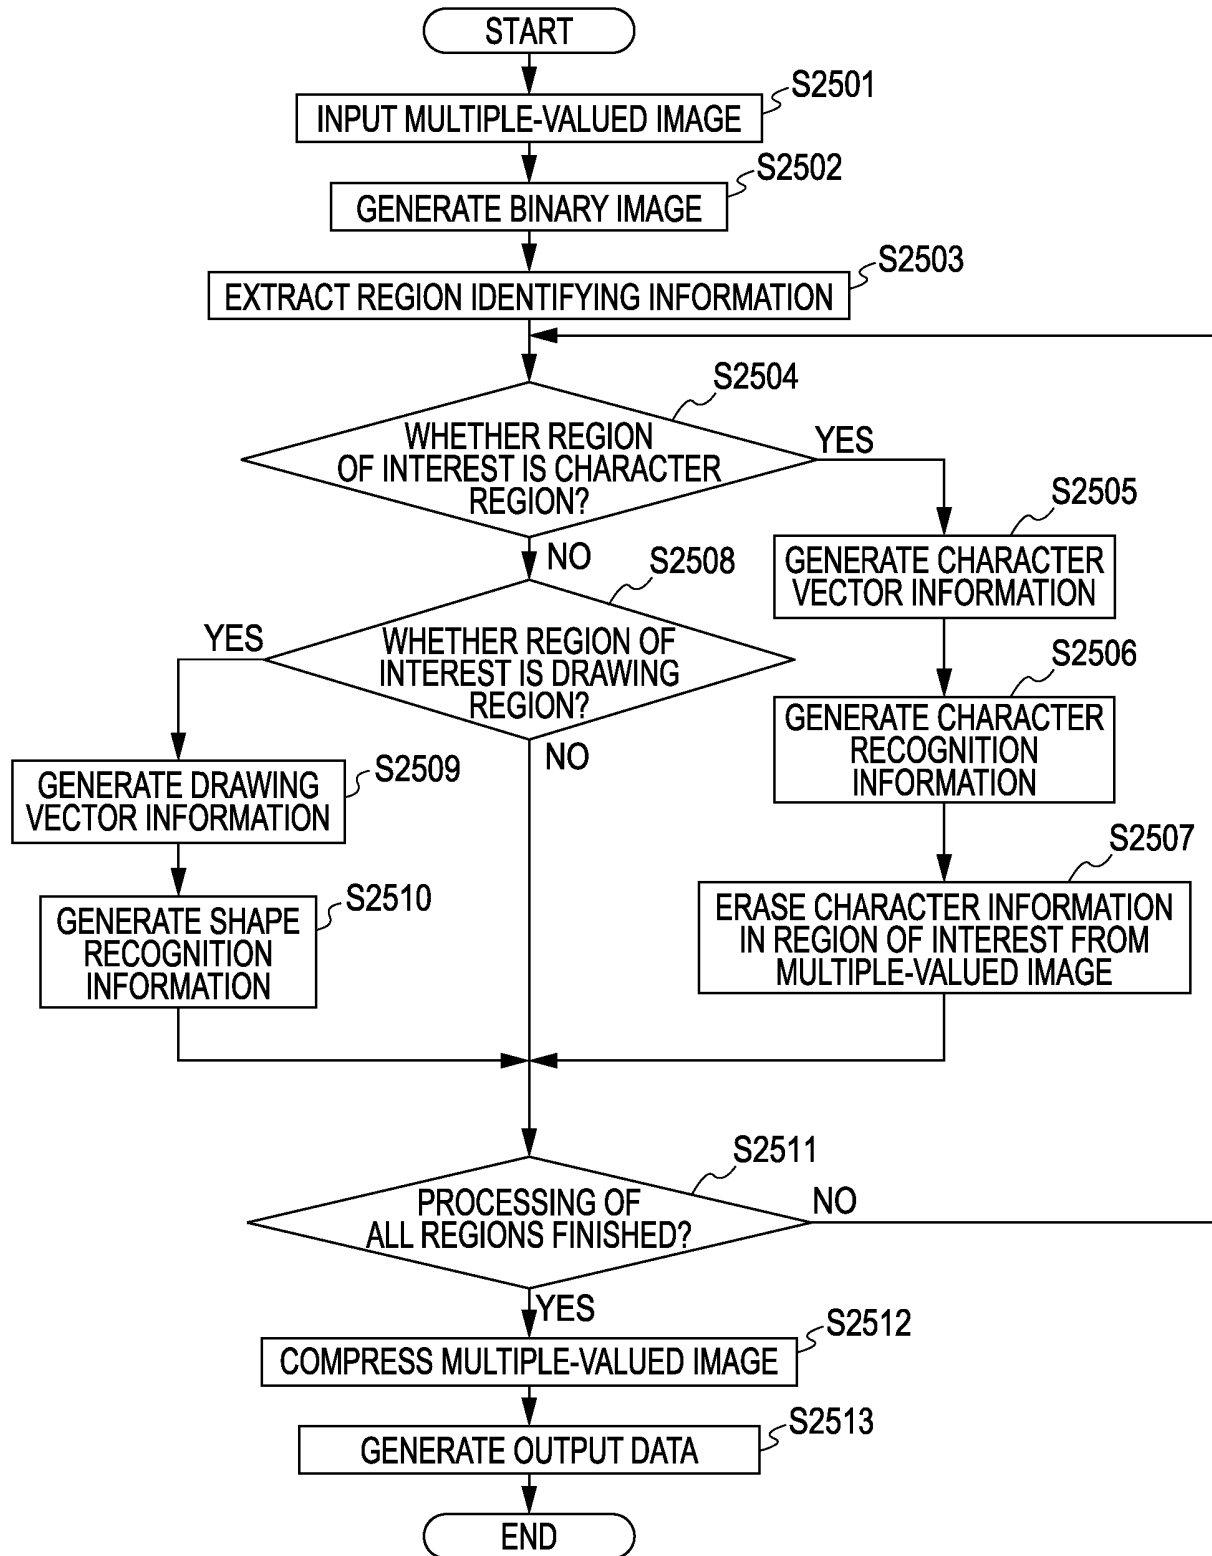 START
S2501
INPUT MULTIPLE-VALUED IMAGE
S2502
GENERATE BINARY IMAGE
S2503
EXTRACT REGION IDENTIFYING INFORMATION
S2504
WHETHER REGION
OF INTEREST IS CHARACTER
REGION?
YES
NO
S2505
GENERATE CHARACTER
VECTOR INFORMATION
S2506
GENERATE CHARACTER
RECOGNITION
INFORMATION
S2507
ERASE CHARACTER INFORMATION
IN REGION OF INTEREST FROM
MULTIPLE-VALUED IMAGE
S2508
WHETHER REGION OF
INTEREST IS DRAWING
REGION?
YES
NO
S2509
GENERATE DRAWING
VECTOR INFORMATION
S2510
GENERATE SHAPE
RECOGNITION
INFORMATION
S2511
PROCESSING OF
ALL REGIONS FINISHED?
NO
YES
S2512
COMPRESS MULTIPLE-VALUED IMAGE
S2513
GENERATE OUTPUT DATA
END